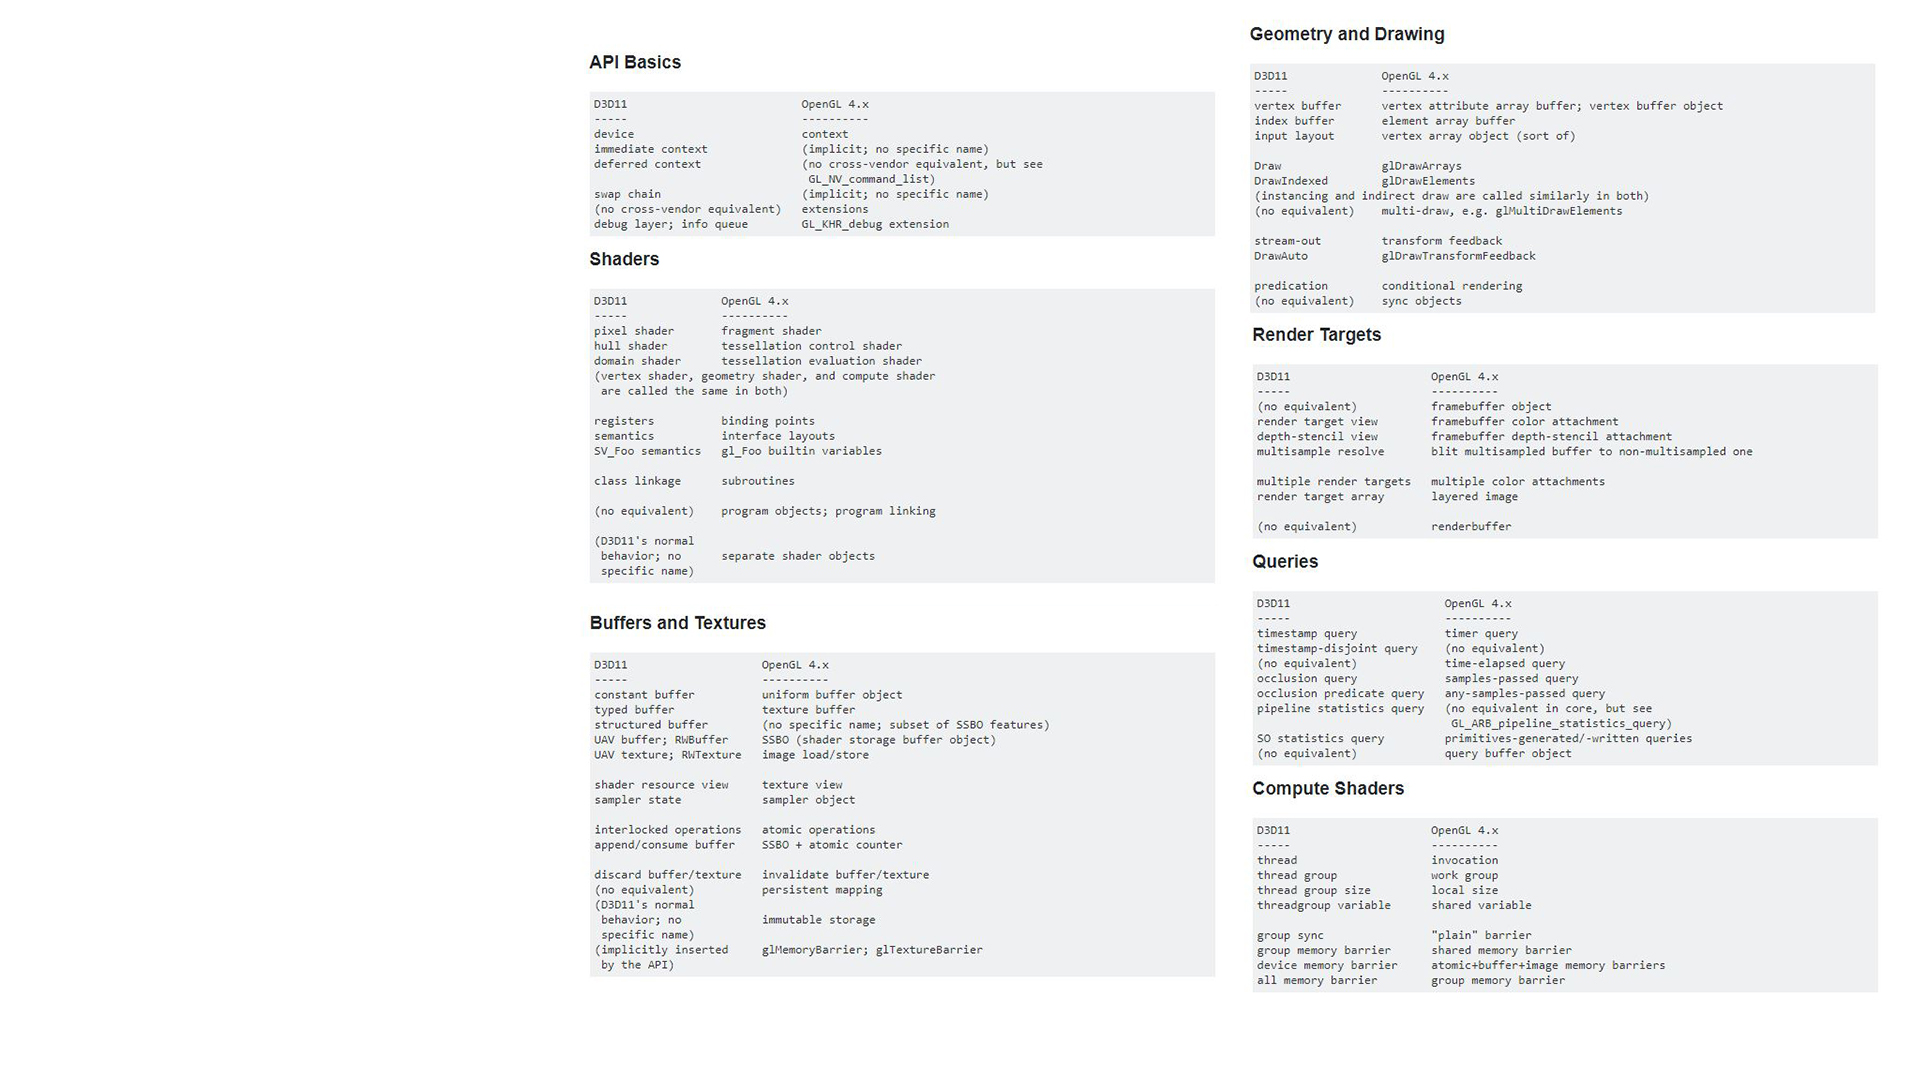 API Basics
D3D11 OpenGL 4.x
----- ----------
device context
immediate context (implicit; no specific name)
deferred context (no cross-vendor equivalent, but see
GL_NV_command_list)
swap chain (implicit; no specific name)
(no cross-vendor equivalent) extensions
debug layer; info queue GL_KHR_debug extension
Shaders
D3D11 OpenGL 4.x
----- ----------
pixel shader fragment shader
hull shader tessellation control shader
domain shader tessellation evaluation shader
(vertex shader, geometry shader, and compute shader
are called the same in both)
registers binding points
semantics interface layouts
SV_Foo semantics gl_Foo builtin variables
class linkage subroutines
(no equivalent) program objects; program linking
(D3D11's normal
behavior; no separate shader objects
specific name)
Buffers and Textures
D3D11 OpenGL 4.x
----- ----------
constant buffer uniform buffer object
typed buffer texture buffer
structured buffer (no specific name; subset of SSBO features)
UAV buffer; RWBuffer SSBO (shader storage buffer object)
UAV texture; RWTexture image load/store
shader resource view texture view
sampler state sampler object
interlocked operations atomic operations
append/consume buffer SSBO + atomic counter
discard buffer/texture invalidate buffer/texture
(no equivalent) persistent mapping
(D3D11's normal
behavior; no immutable storage
specific name)
(implicitly inserted glMemoryBarrier; glTextureBarrier
by the API)
Geometry and Drawing
D3D11 OpenGL 4.x
----- ----------
vertex buffer vertex attribute array buffer; vertex buffer object
index buffer element array buffer
input layout vertex array object (sort of)
Draw glDrawArrays
DrawIndexed glDrawElements
(instancing and indirect draw are called similarly in both)
(no equivalent) multi-draw, e.g. glMultiDrawElements
stream-out transform feedback
DrawAuto glDrawTransformFeedback
predication conditional rendering
(no equivalent) sync objects
Render Targets
D3D11 OpenGL 4.x
----- ----------
(no equivalent) framebuffer object
render target view framebuffer color attachment
depth-stencil view framebuffer depth-stencil attachment
multisample resolve blit multisampled buffer to non-multisampled one
multiple render targets multiple color attachments
render target array layered image
(no equivalent) renderbuffer
Queries
D3D11 OpenGL 4.x
----- ----------
timestamp query timer query
timestamp-disjoint query (no equivalent)
(no equivalent) time-elapsed query
occlusion query samples-passed query
occlusion predicate query any-samples-passed query
pipeline statistics query (no equivalent in core, but see
GL_ARB_pipeline_statistics_query)
SO statistics query primitives-generated/-written queries
(no equivalent) query buffer object
Compute Shaders
D3D11 OpenGL 4.x
----- ----------
thread invocation
thread group work group
thread group size local size
threadgroup variable shared variable
group sync "plain" barrier
group memory barrier shared memory barrier
device memory barrier atomic+buffer+image memory barriers
all memory barrier group memory barrier